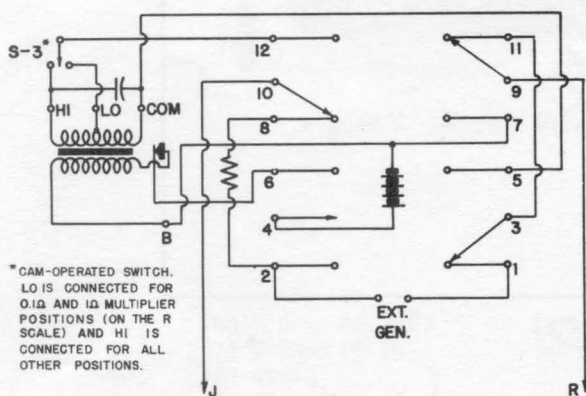 S-3*
HI LO COM
12
10
8
6
4
2
B
11
9
7
5
3
1
EXT.
GEN.
*CAM-OPERATED SWITCH.
LO IS CONNECTED FOR
0.1Ω AND 1Ω MULTIPLIER
POSITIONS (ON THE R
SCALE) AND HI IS
CONNECTED FOR ALL
OTHER POSITIONS.
J
R